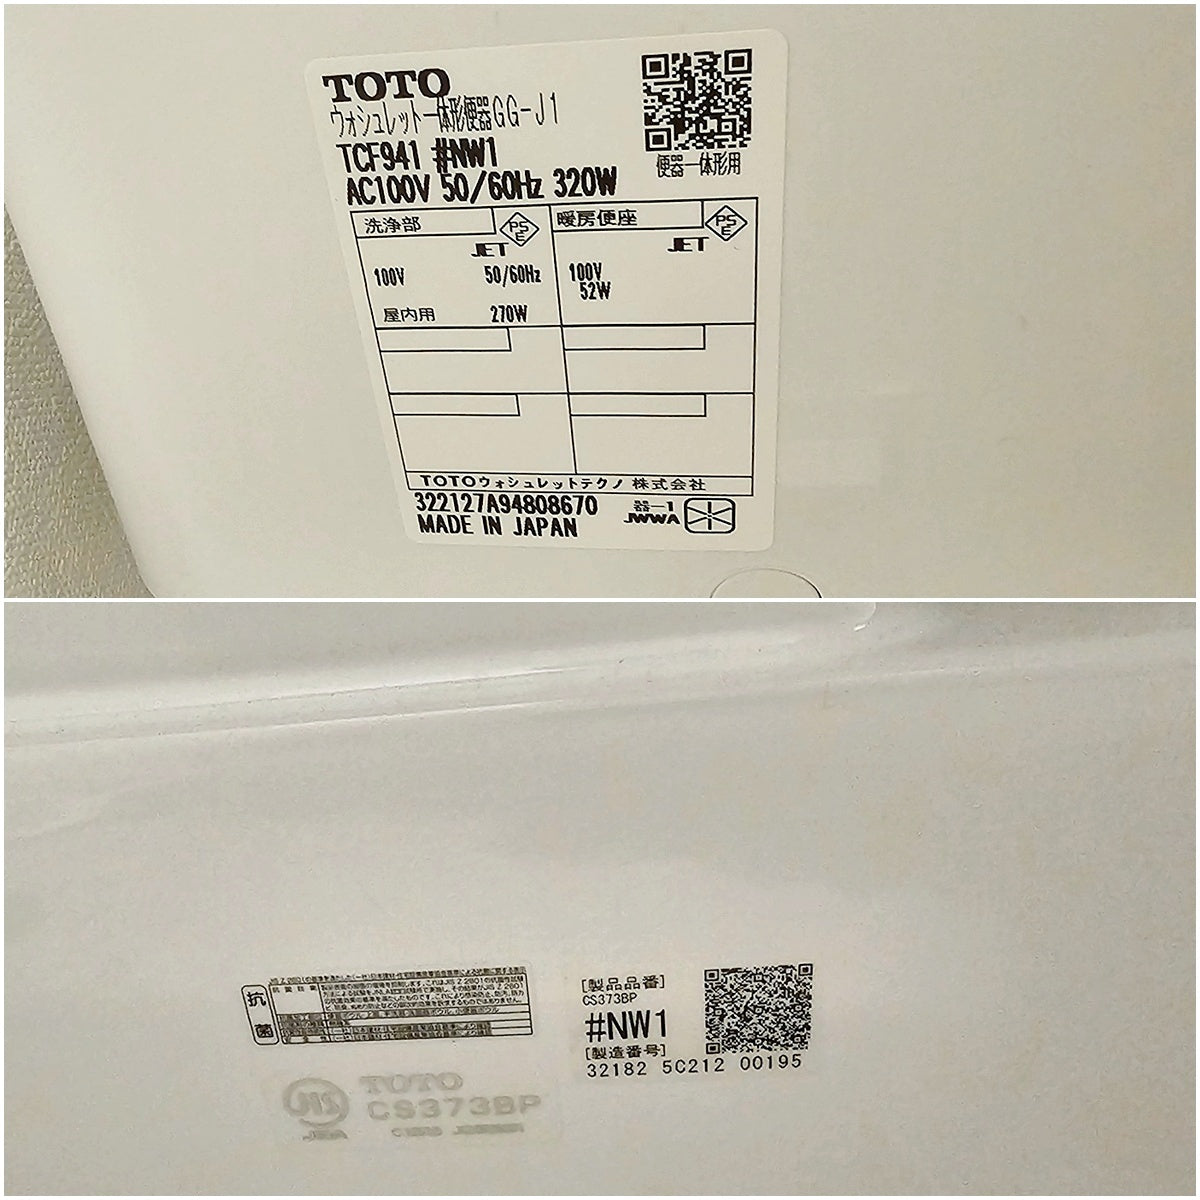 TOTO
ウォシュレット一体形便器GG-J1
TCF941 #NW1
AC100V 50/60Hz 320W
便器一体形用
洗浄部
PSE
JET
100V 50/60Hz
屋内用 270W
暖房便座
PSE
JET
100V
52W
TOTOウォシュレットテクノ 株式会社
322127A94808670
MADE IN JAPAN
器-1
JWWA
抗菌
[製品品番]
CS373BP
#NW1
[製造番号]
32182 5C212 00195
JIS
TOTO
CS373BP